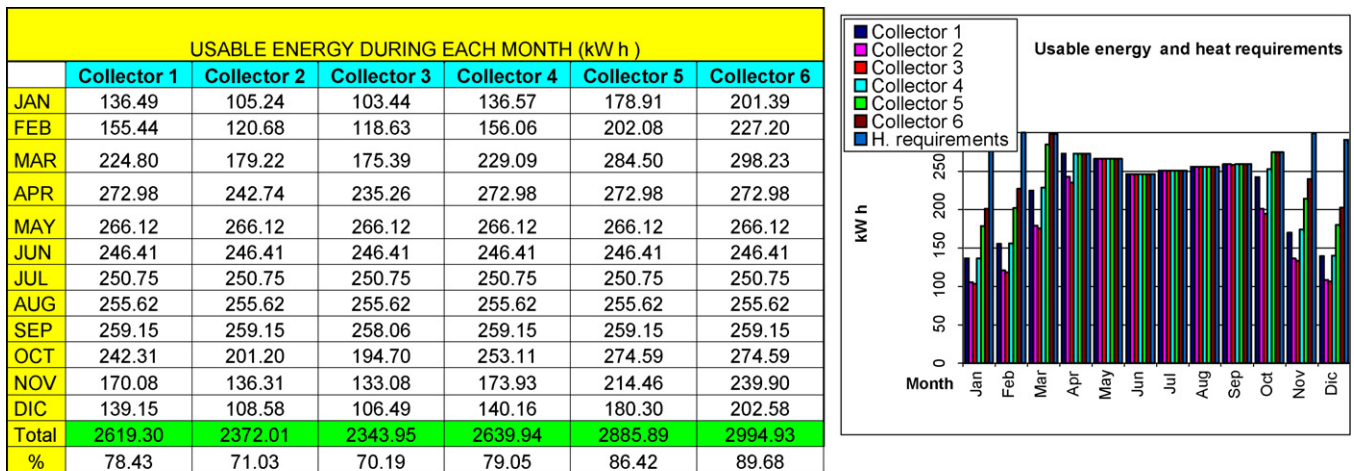 USABLE ENERGY DURING EACH MONTH (kW h )
Collector 1 Collector 2 Collector 3 Collector 4 Collector 5 Collector 6
JAN 136.49 105.24 103.44 136.57 178.91 201.39
FEB 155.44 120.68 118.63 156.06 202.08 227.20
MAR 224.80 179.22 175.39 229.09 284.50 298.23
APR 272.98 242.74 235.26 272.98 272.98 272.98
MAY 266.12 266.12 266.12 266.12 266.12 266.12
JUN 246.41 246.41 246.41 246.41 246.41 246.41
JUL 250.75 250.75 250.75 250.75 250.75 250.75
AUG 255.62 255.62 255.62 255.62 255.62 255.62
SEP 259.15 259.15 258.06 259.15 259.15 259.15
OCT 242.31 201.20 194.70 253.11 274.59 274.59
NOV 170.08 136.31 133.08 173.93 214.46 239.90
DIC 139.15 108.58 106.49 140.16 180.30 202.58
Total 2619.30 2372.01 2343.95 2639.94 2885.89 2994.93
% 78.43 71.03 70.19 79.05 86.42 89.68
Usable energy and heat requirements
Collector 1
Collector 2
Collector 3
Collector 4
Collector 5
Collector 6
H. requirements
kW h
250
200
150
100
50
0
Month
Jan Feb Mar Apr May Jun Jul Aug Sep Oct Nov Dic